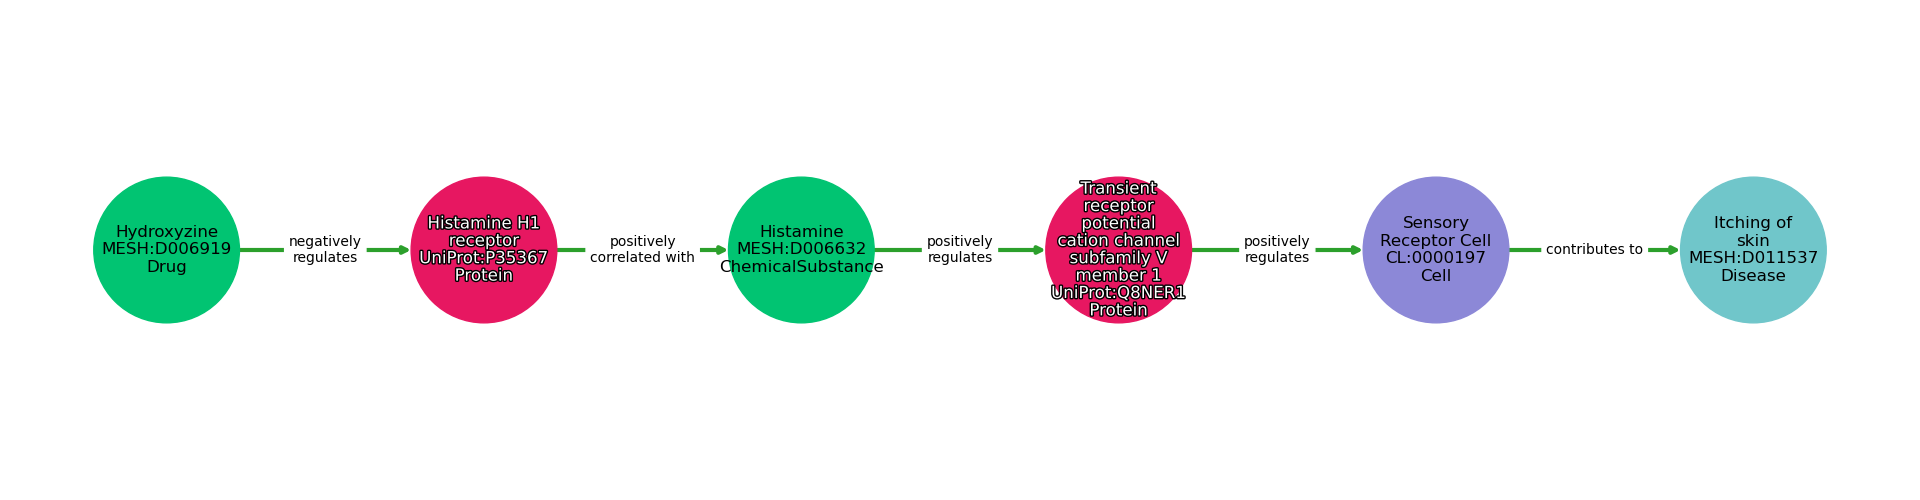 Hydroxyzine
MESH:D006919
Drug
negatively
regulates
Histamine H1
receptor
UniProt:P35367
Protein
positively
correlated with
Histamine
MESH:D006632
ChemicalSubstance
positively
regulates
Transient
receptor
potential
cation channel
subfamily V
member 1
UniProt:Q8NER1
Protein
positively
regulates
Sensory
Receptor Cell
CL:0000197
Cell
contributes to
Itching of
skin
MESH:D011537
Disease